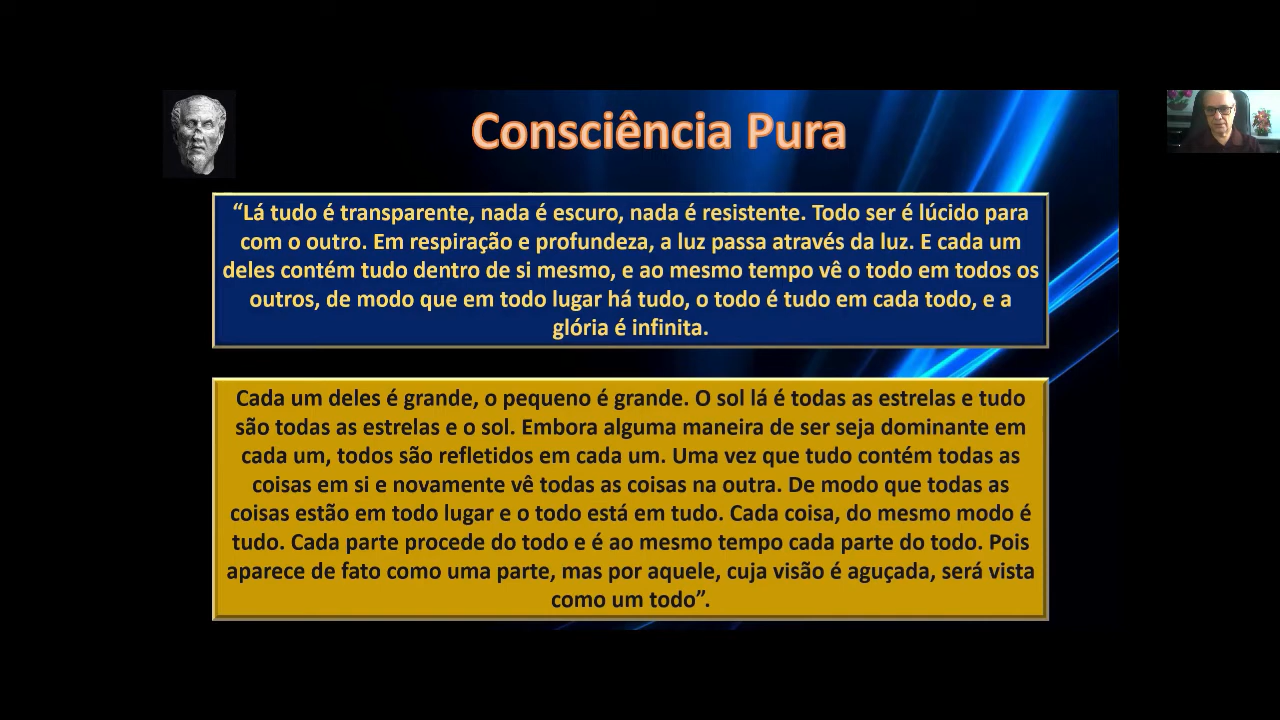 Consciência Pura
“Lá tudo é transparente, nada é escuro, nada é resistente. Todo ser é lúcido para
com o outro. Em respiração e profundeza, a luz passa através da luz. E cada um
deles contém tudo dentro de si mesmo, e ao mesmo tempo vê o todo em todos os
outros, de modo que em todo lugar há tudo, o todo é tudo em cada todo, e a
glória é infinita.
Cada um deles é grande, o pequeno é grande. O sol lá é todas as estrelas e tudo
são todas as estrelas e o sol. Embora alguma maneira de ser seja dominante em
cada um, todos são refletidos em cada um. Uma vez que tudo contém todas as
coisas em si e novamente vê todas as coisas na outra. De modo que todas as
coisas estão em todo lugar e o todo está em tudo. Cada coisa, do mesmo modo é
tudo. Cada parte procede do todo e é ao mesmo tempo cada parte do todo. Pois
aparece de fato como uma parte, mas por aquele, cuja visão é aguçada, será vista
como um todo”.